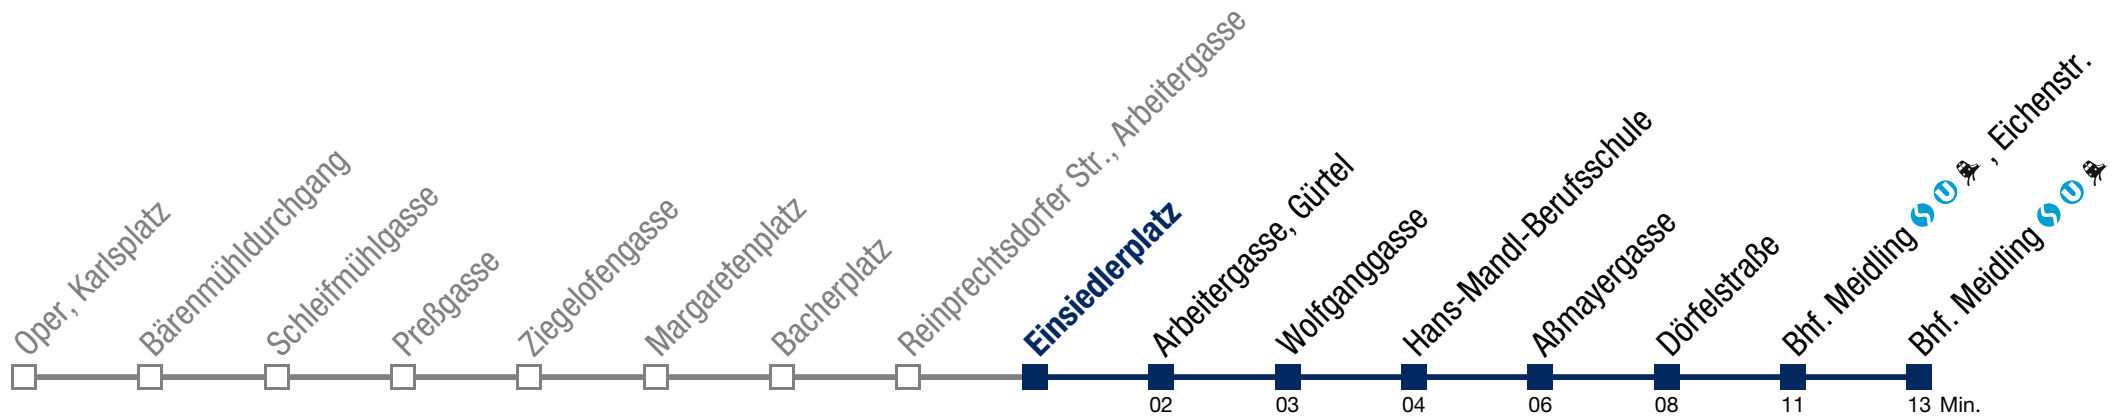 Oper, Karlsplatz
Bärenmühldurchgang
Schleifmühlgasse
Preßgasse
Ziegelofengasse
Margaretenplatz
Bacherplatz
Reinprechtsdorfer Str., Arbeitergasse
Einsiedlerplatz
Arbeitergasse, Gürtel
Wolfganggasse
Hans-Mandl-Berufsschule
Aßmayergasse
Dörfelstraße
Bhf. Meidling S U , Eichenstr.
Bhf. Meidling S U
02 03 04 06 08 11 13 Min.